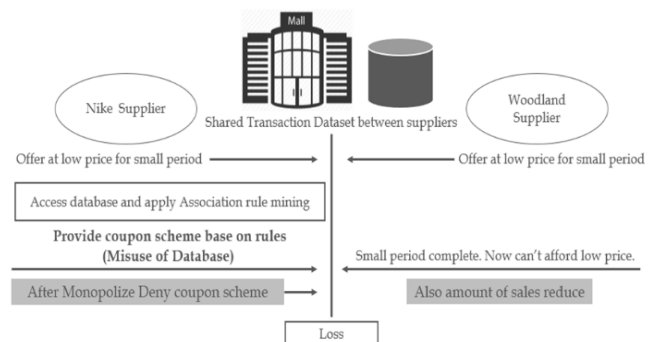 Mall
Nike Supplier
Woodland
Supplier
Shared Transaction Dataset between suppliers
Offer at low price for small period
Offer at low price for small period
Access database and apply Association rule mining
Provide coupon scheme base on rules
(Misuse of Database)
Small period complete. Now can't afford low price.
After Monopolize Deny coupon scheme
Also amount of sales reduce
Loss